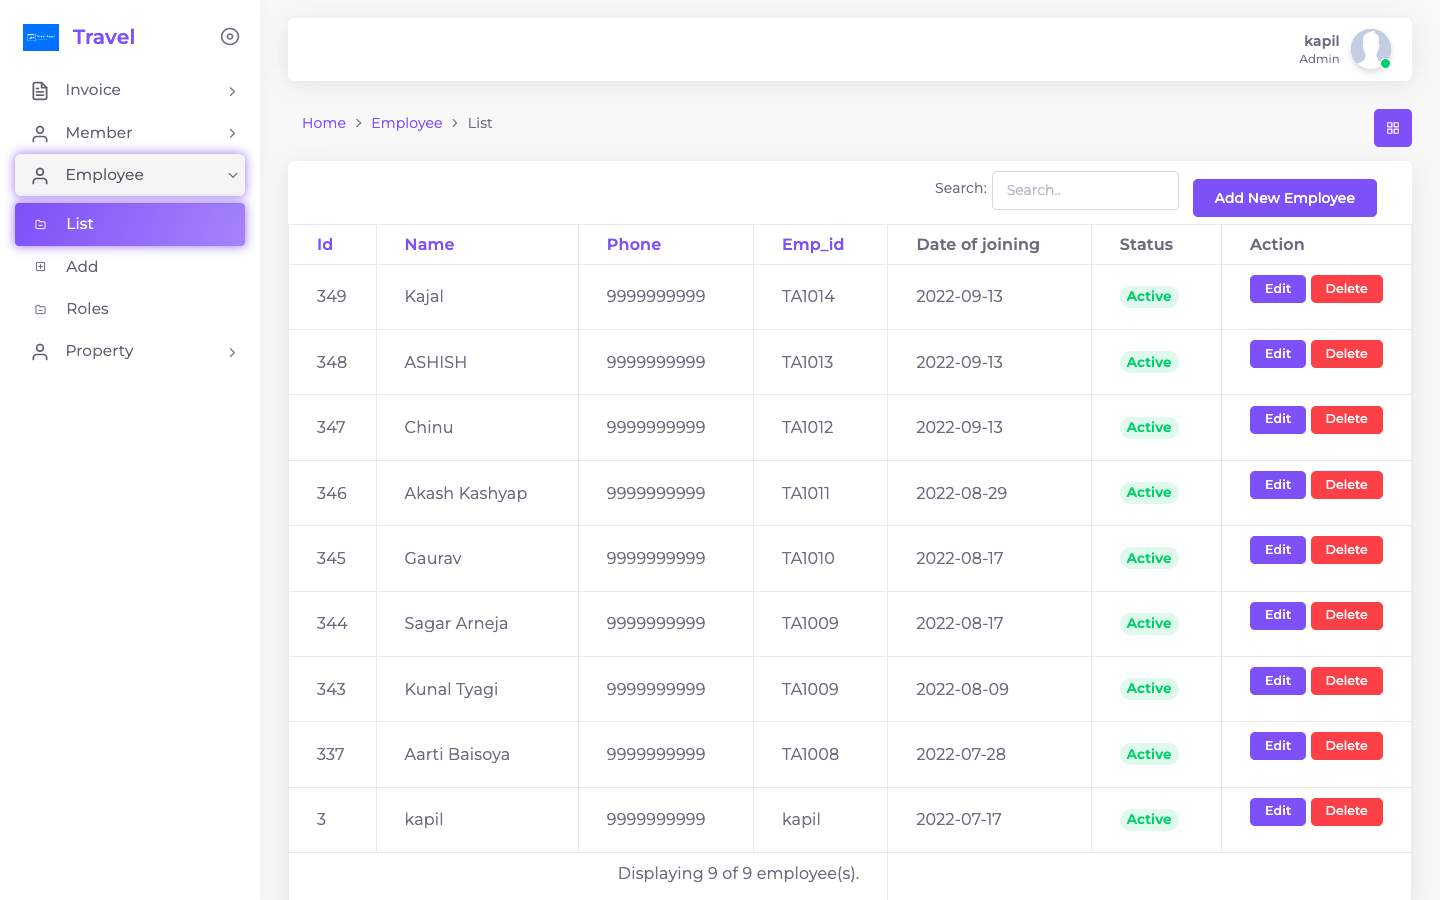 Travel
Invoice
Member
Employee
List
Add
Roles
Property
kapil
Admin
Home > Employee > List
Search: Search.. Add New Employee
Id Name Phone Emp_id Date of joining Status Action
349 Kajal 9999999999 TA1014 2022-09-13 Active Edit Delete
348 ASHISH 9999999999 TA1013 2022-09-13 Active Edit Delete
347 Chinu 9999999999 TA1012 2022-09-13 Active Edit Delete
346 Akash Kashyap 9999999999 TA1011 2022-08-29 Active Edit Delete
345 Gaurav 9999999999 TA1010 2022-08-17 Active Edit Delete
344 Sagar Arneja 9999999999 TA1009 2022-08-17 Active Edit Delete
343 Kunal Tyagi 9999999999 TA1009 2022-08-09 Active Edit Delete
337 Aarti Baisoya 9999999999 TA1008 2022-07-28 Active Edit Delete
3 kapil 9999999999 kapil 2022-07-17 Active Edit Delete
Displaying 9 of 9 employee(s).